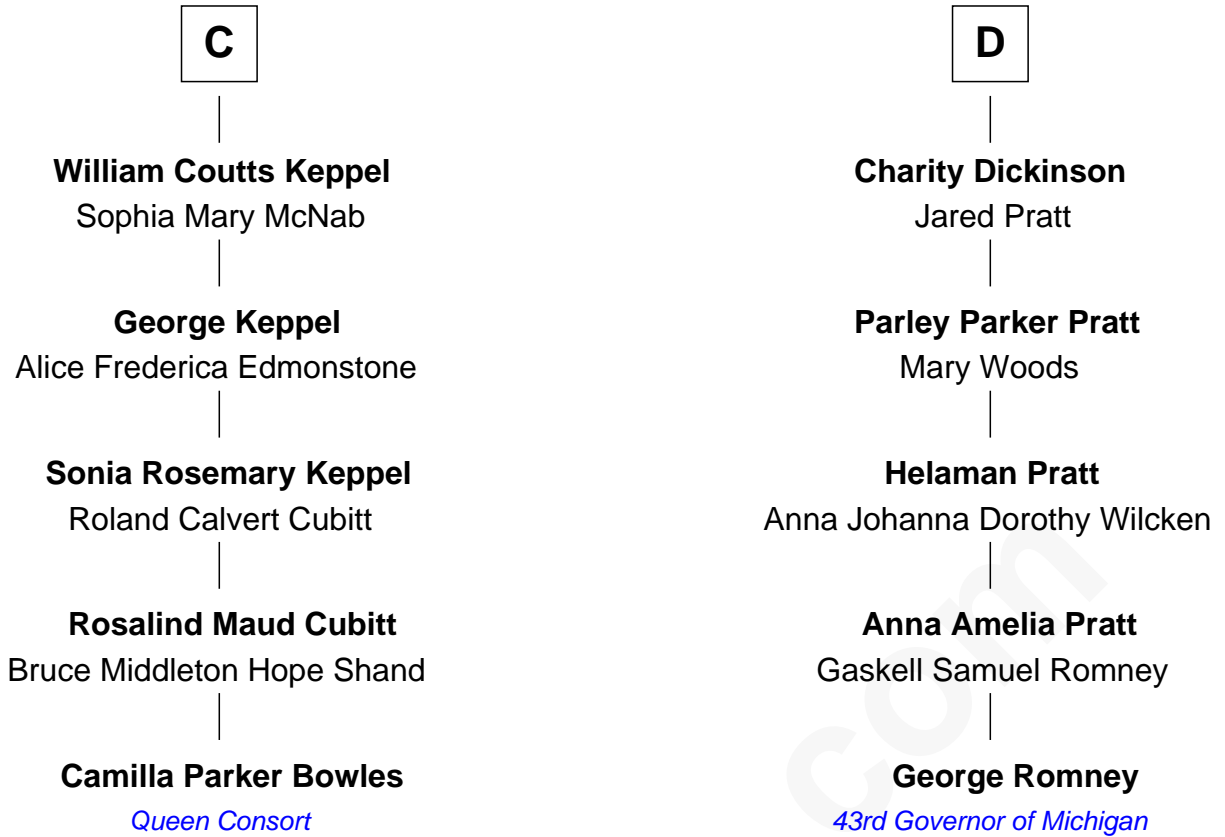 C
William Coutts Keppel
Sophia Mary McNab
George Keppel
Alice Frederica Edmonstone
Sonia Rosemary Keppel
Roland Calvert Cubitt
Rosalind Maud Cubitt
Bruce Middleton Hope Shand
Camilla Parker Bowles
Queen Consort
D
Charity Dickinson
Jared Pratt
Parley Parker Pratt
Mary Woods
Helaman Pratt
Anna Johanna Dorothy Wilcken
Anna Amelia Pratt
Gaskell Samuel Romney
George Romney
43rd Governor of Michigan
com